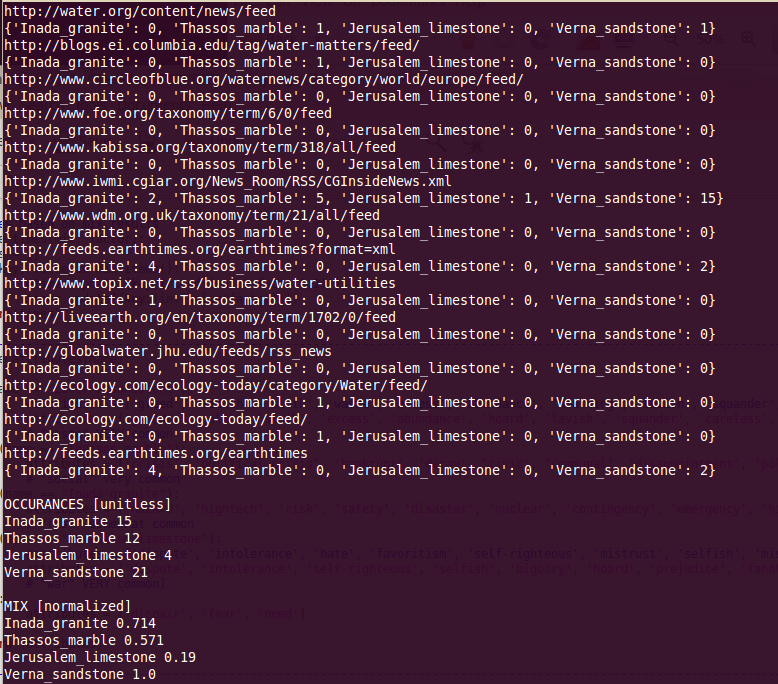 http://water.org/content/news/feed
{'Inada_granite': 0, 'Thassos_marble': 1, 'Jerusalem_limestone': 0, 'Verna_sandstone': 1}
http://blogs.ei.columbia.edu/tag/water-matters/feed/
{'Inada_granite': 0, 'Thassos_marble': 1, 'Jerusalem_limestone': 0, 'Verna_sandstone': 0}
http://www.circleofblue.org/waternews/category/world/europe/feed/
{'Inada_granite': 0, 'Thassos_marble': 0, 'Jerusalem_limestone': 0, 'Verna_sandstone': 0}
http://www.foe.org/taxonomy/term/6/0/feed
{'Inada_granite': 0, 'Thassos_marble': 0, 'Jerusalem_limestone': 0, 'Verna_sandstone': 0}
http://www.kabissa.org/taxonomy/term/318/all/feed
{'Inada_granite': 0, 'Thassos_marble': 0, 'Jerusalem_limestone': 0, 'Verna_sandstone': 0}
http://www.iwmi.cgiar.org/News_Room/RSS/CGInsideNews.xml
{'Inada_granite': 2, 'Thassos_marble': 5, 'Jerusalem_limestone': 1, 'Verna_sandstone': 15}
http://www.wdm.org.uk/taxonomy/term/21/all/feed
{'Inada_granite': 0, 'Thassos_marble': 0, 'Jerusalem_limestone': 0, 'Verna_sandstone': 0}
http://feeds.earthtimes.org/earthtimes?format=xml
{'Inada_granite': 4, 'Thassos_marble': 0, 'Jerusalem_limestone': 0, 'Verna_sandstone': 2}
http://www.topix.net/rss/business/water-utilities
{'Inada_granite': 1, 'Thassos_marble': 0, 'Jerusalem_limestone': 0, 'Verna_sandstone': 0}
http://liveearth.org/en/taxonomy/term/1702/0/feed
{'Inada_granite': 0, 'Thassos_marble': 0, 'Jerusalem_limestone': 0, 'Verna_sandstone': 0}
http://globalwater.jhu.edu/feeds/rss_news
{'Inada_granite': 0, 'Thassos_marble': 0, 'Jerusalem_limestone': 0, 'Verna_sandstone': 0}
http://ecology.com/ecology-today/category/Water/feed/
{'Inada_granite': 0, 'Thassos_marble': 1, 'Jerusalem_limestone': 0, 'Verna_sandstone': 0}
http://ecology.com/ecology-today/feed/
{'Inada_granite': 0, 'Thassos_marble': 1, 'Jerusalem_limestone': 0, 'Verna_sandstone': 0}
http://feeds.earthtimes.org/earthtimes
{'Inada_granite': 4, 'Thassos_marble': 0, 'Jerusalem_limestone': 0, 'Verna_sandstone': 2}
OCCURANCES [unitless]
Inada_granite 15
Thassos_marble 12
Jerusalem_limestone 4
Verna_sandstone 21
MIX [normalized]
Inada_granite 0.714
Thassos_marble 0.571
Jerusalem_limestone 0.19
Verna_sandstone 1.0